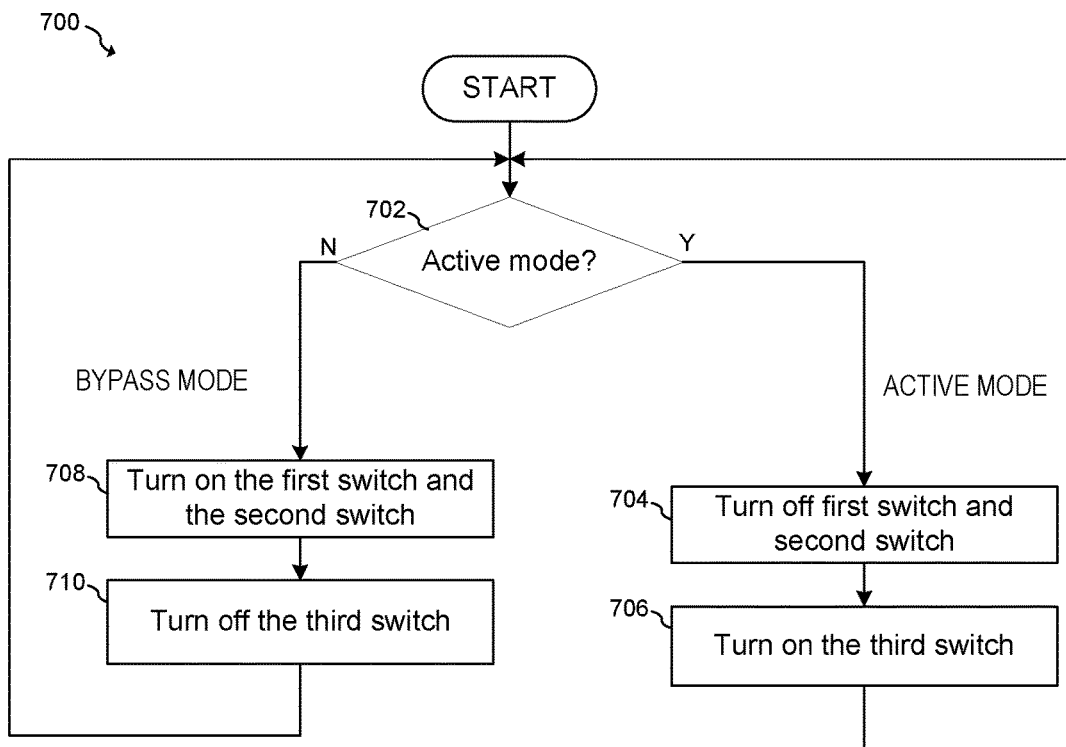 700
START
702
N
Active mode?
Y
BYPASS MODE
ACTIVE MODE
708
Turn on the first switch and
the second switch
704
Turn off first switch and
second switch
710
Turn off the third switch
706
Turn on the third switch